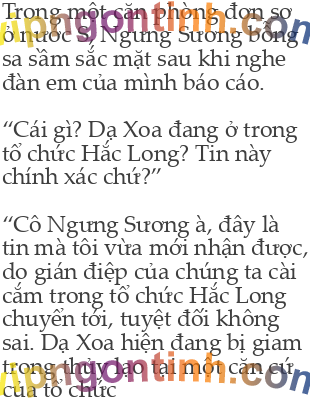 Trong một căn phòng đơn sơ
ở nước S, Ngưng Sương bỗng
sa sầm sắc mặt sau khi nghe
đàn em của mình báo cáo.
“Cái gì? Dạ Xoa đang ở trong
tổ chức Hắc Long? Tin này
chính xác chứ?”
“Cô Ngưng Sương à, đây là
tin mà tôi vừa mới nhận được,
do gián điệp của chúng ta cài
cắm trong tổ chức Hắc Long
chuyển tới, tuyệt đối không
sai. Dạ Xoa hiện đang bị giam
trong thủy lao tại một căn cứ
của tổ chức
vipngontinh.com
vipngontinh.com